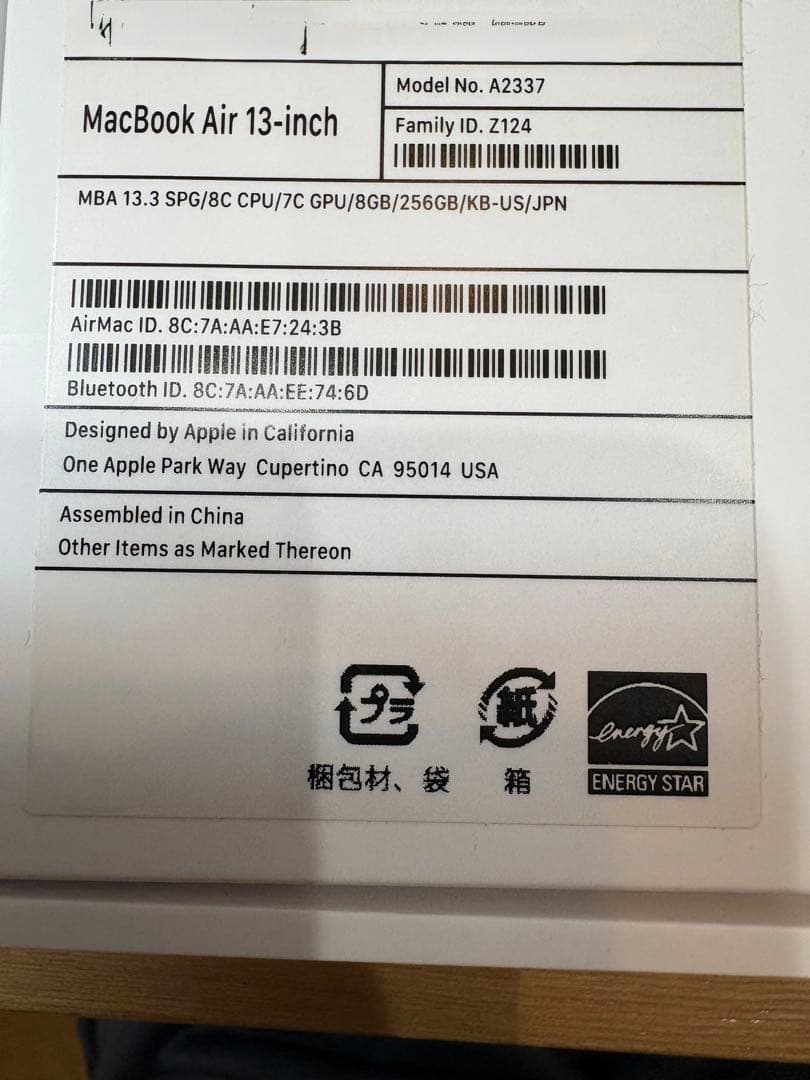 MacBook Air 13-inch
Model No. A2337
Family ID. Z124
MBA 13.3 SPG/8C CPU/7C GPU/8GB/256GB/KB-US/JPN
AirMac ID. 8C:7A:AA:E7:24:3B
Bluetooth ID. 8C:7A:AA:EE:74:6D
Designed by Apple in California
One Apple Park Way Cupertino CA 95014 USA
Assembled in China
Other Items as Marked Thereon
プラ
紙
energy
梱包材、袋
箱
ENERGY STAR